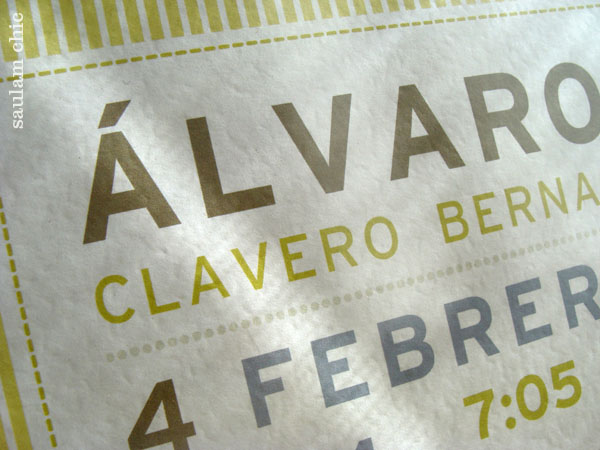 saulam chic
ÁLVARO
CLAVERO BERNA
4 FEBRER
7:05